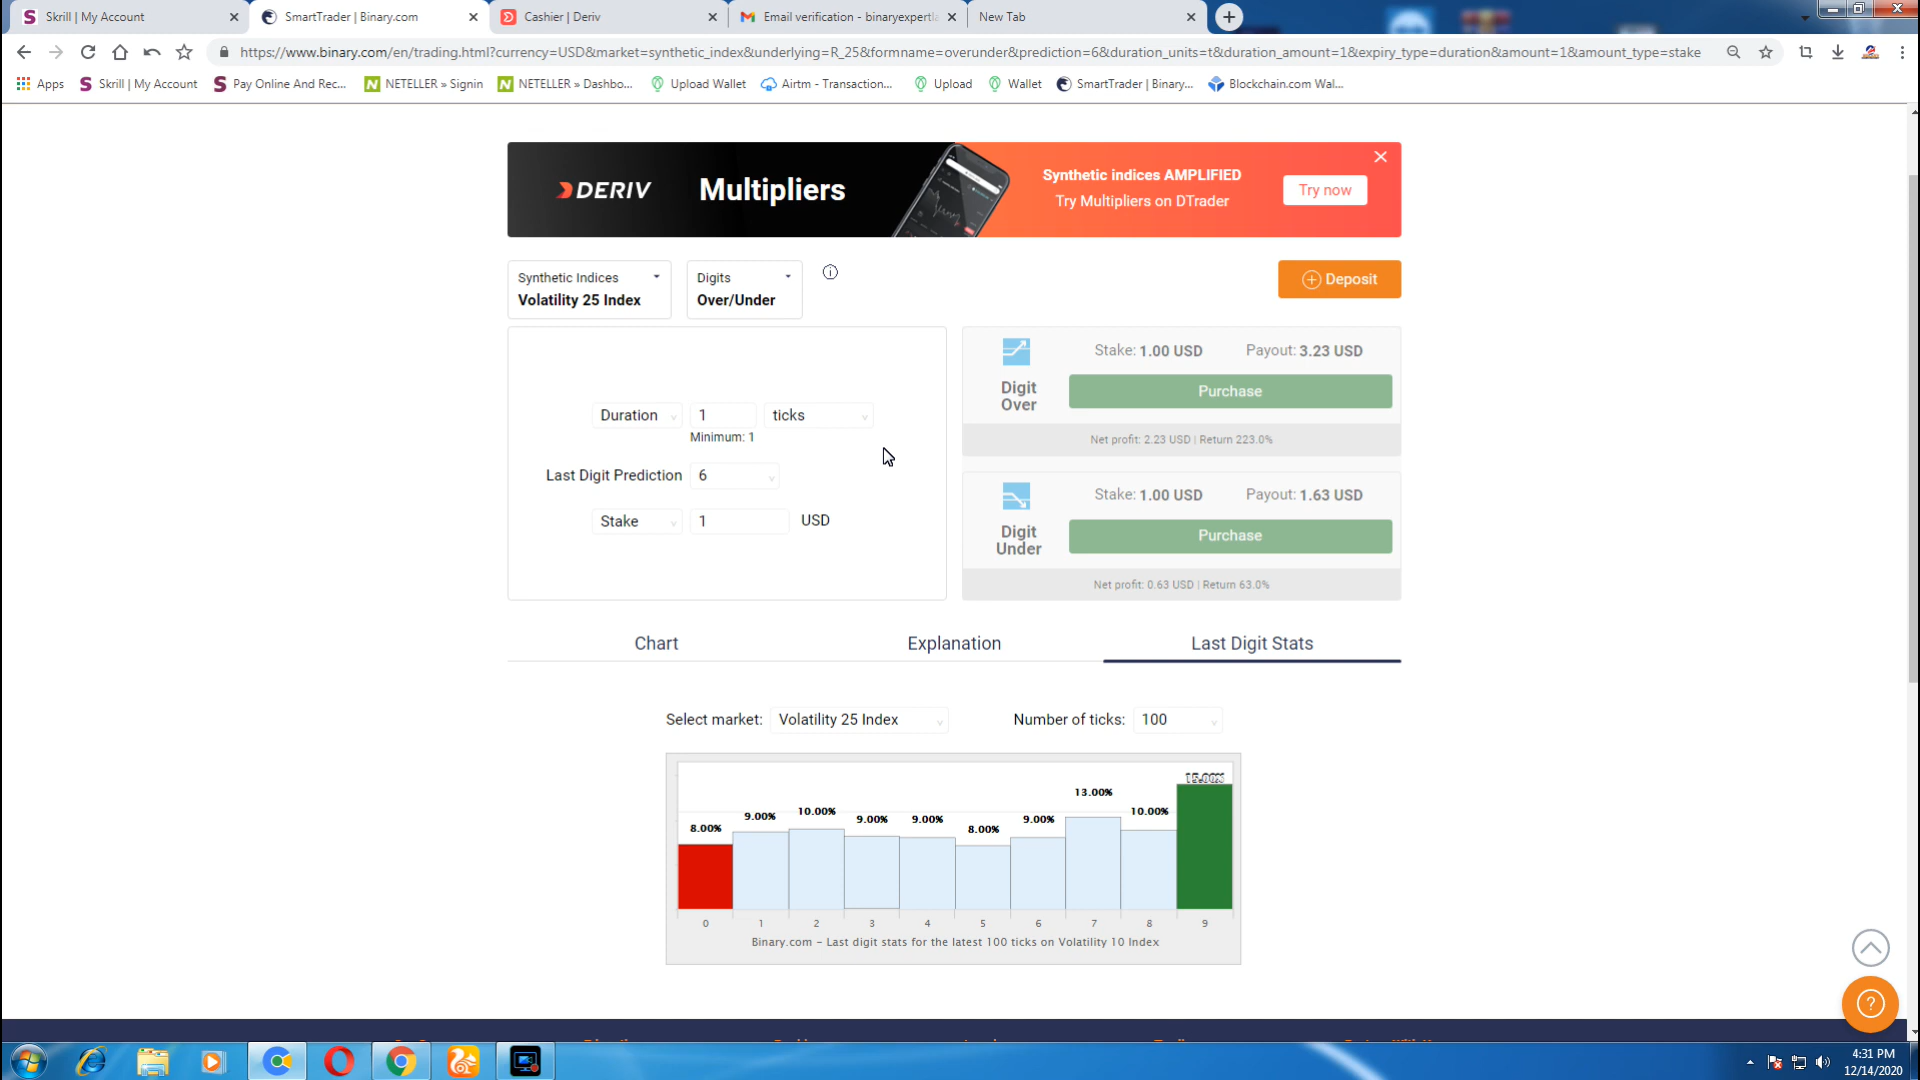 Skrill | My Account
SmartTrader | Binary.com
Cashier | Deriv
Email verification - binaryexpertla
New Tab
https://www.binary.com/en/trading.html?currency=USD&market=synthetic_index&underlying=R_25&formname=overunder&prediction=6&duration_units=t&duration_amount=1&expiry_type=duration&amount=1&amount_type=stake
Apps
Skrill | My Account
Pay Online And Rec...
NETELLER » Signin
NETELLER » Dashbo...
Upload Wallet
Airtm - Transaction...
Upload
Wallet
SmartTrader | Binary...
Blockchain.com Wal...
DERIV
Multipliers
Synthetic indices AMPLIFIED
Try Multipliers on DTrader
Try now
Synthetic Indices
Volatility 25 Index
Digits
Over/Under
Deposit
Duration 1 ticks
Minimum: 1
Last Digit Prediction 6
Stake 1 USD
Stake: 1.00 USD Payout: 3.23 USD
Digit Over
Purchase
Net profit: 2.23 USD | Return 223.0%
Stake: 1.00 USD Payout: 1.63 USD
Digit Under
Purchase
Net profit: 0.63 USD | Return 63.0%
Chart
Explanation
Last Digit Stats
Select market: Volatility 25 Index
Number of ticks: 100
8.00% 9.00% 10.00% 9.00% 9.00% 8.00% 9.00% 13.00% 10.00% 15.00%
0 1 2 3 4 5 6 7 8 9
Binary.com - Last digit stats for the latest 100 ticks on Volatility 10 Index
4:31 PM
12/14/2020